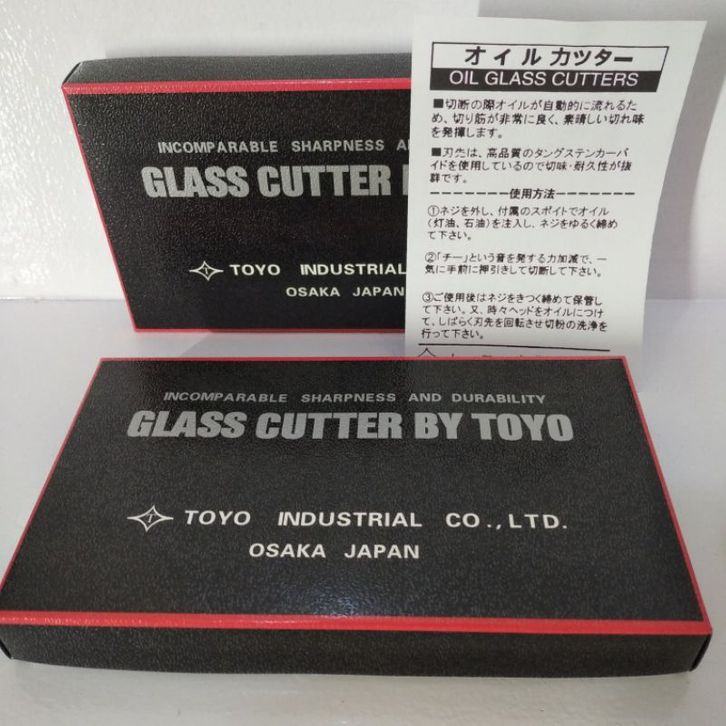 INCOMPARABLE SHARPNESS
GLASS CUTTER
TOYO INDUSTRIAL
OSAKA JAPAN
オイルカッター
OIL GLASS CUTTERS
■切断の際オイルが自動的に流れるた
め、切り筋が非常に良く、素晴しい切れ味
を発揮します。
■刃先は、高品質のタングステンカーバ
イドを使用しているので切味・耐久性が抜
群です。
使用方法
①ネジを外し、付属のスポイトでオイル
(灯油、石油)を注入し、ネジをゆるく締め
て下さい。
②「チー」という音を発する力加減で、一
気に手前に押引きして切断して下さい。
③ご使用後はネジをきつく締めて保管し
て下さい。又、時々ヘッドをオイルにつけ
て、しばらく刃先を回転させ切粉の洗浄を
行って下さい。
INCOMPARABLE SHARPNESS AND DURABILITY
GLASS CUTTER BY TOYO
T TOYO INDUSTRIAL CO.,LTD.
OSAKA JAPAN